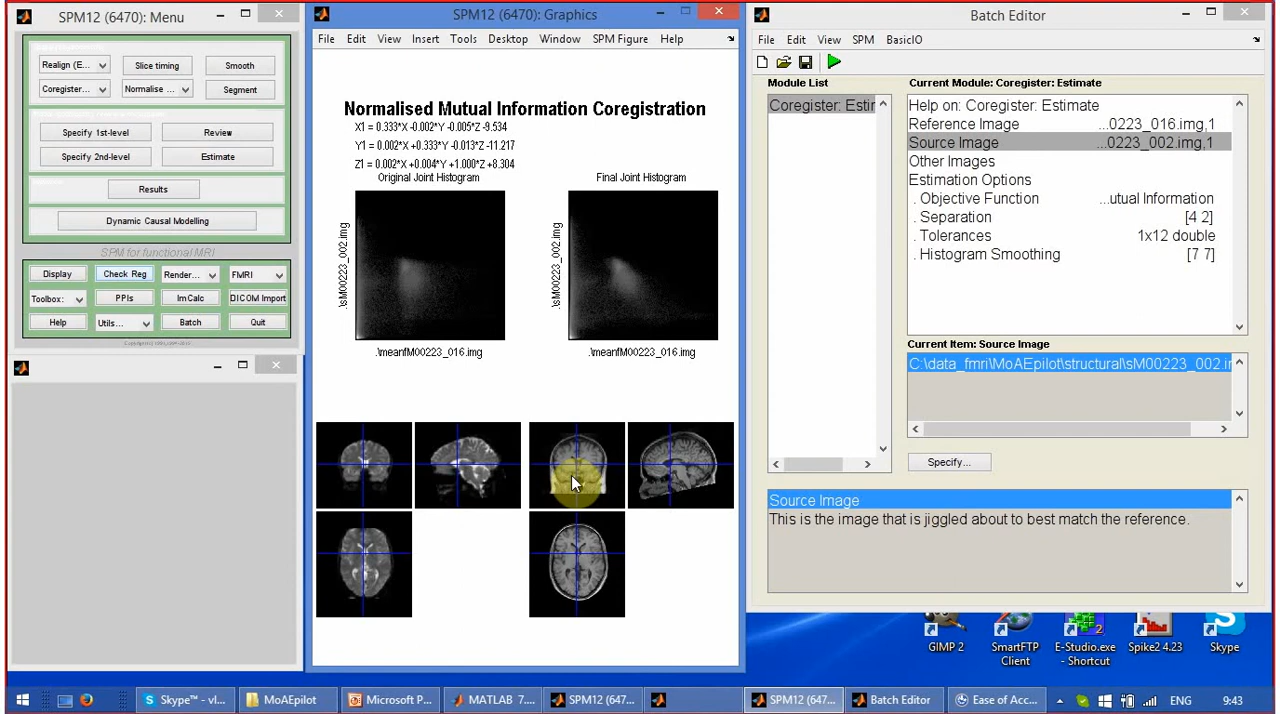 SPM12 (6470): Menu
Realign (E...
Slice timing
Smooth
Coregister...
Normalise ...
Segment
Specify 1st-level
Review
Specify 2nd-level
Estimate
Results
Dynamic Causal Modelling
SPM for functional MRI
Display
Check Reg
Render...
FMRI
Toolbox:
PPIs
ImCalc
DICOM Import
Help
Utils...
Batch
Quit
SPM12 (6470): Graphics
File Edit View Insert Tools Desktop Window SPM Figure Help
Normalised Mutual Information Coregistration
X1 = 0.333*X -0.002*Y -0.005*Z -9.534
Y1 = 0.002*X +0.333*Y -0.013*Z -11.217
Z1 = 0.002*X +0.004*Y +1.000*Z +8.304
Original Joint Histogram
Final Joint Histogram
.\sM00223_002.img
.\sM00223_002.img
.\meanfM00223_016.img
.\meanfM00223_016.img
Batch Editor
File Edit View SPM BasicIO
Module List
Coregister: Estir
Current Module: Coregister: Estimate
Help on: Coregister: Estimate
Reference Image ...0223_016.img,1
Source Image ...0223_002.img,1
Other Images
Estimation Options
. Objective Function ...utual Information
. Separation [4 2]
. Tolerances 1x12 double
. Histogram Smoothing [7 7]
Current Item: Source Image
C:\data_fmri\MoAEpilot\structural\sM00223_002.ir
Specify...
Source Image
This is the image that is jiggled about to best match the reference.
GIMP 2
SmartFTP Client
E-Studio.exe - Shortcut
Spike2 4.23
Skype
Skype™ - vl...
MoAEpilot
Microsoft P...
MATLAB 7....
SPM12 (647...
SPM12 (647...
Batch Editor
Ease of Acc...
ENG
9:43